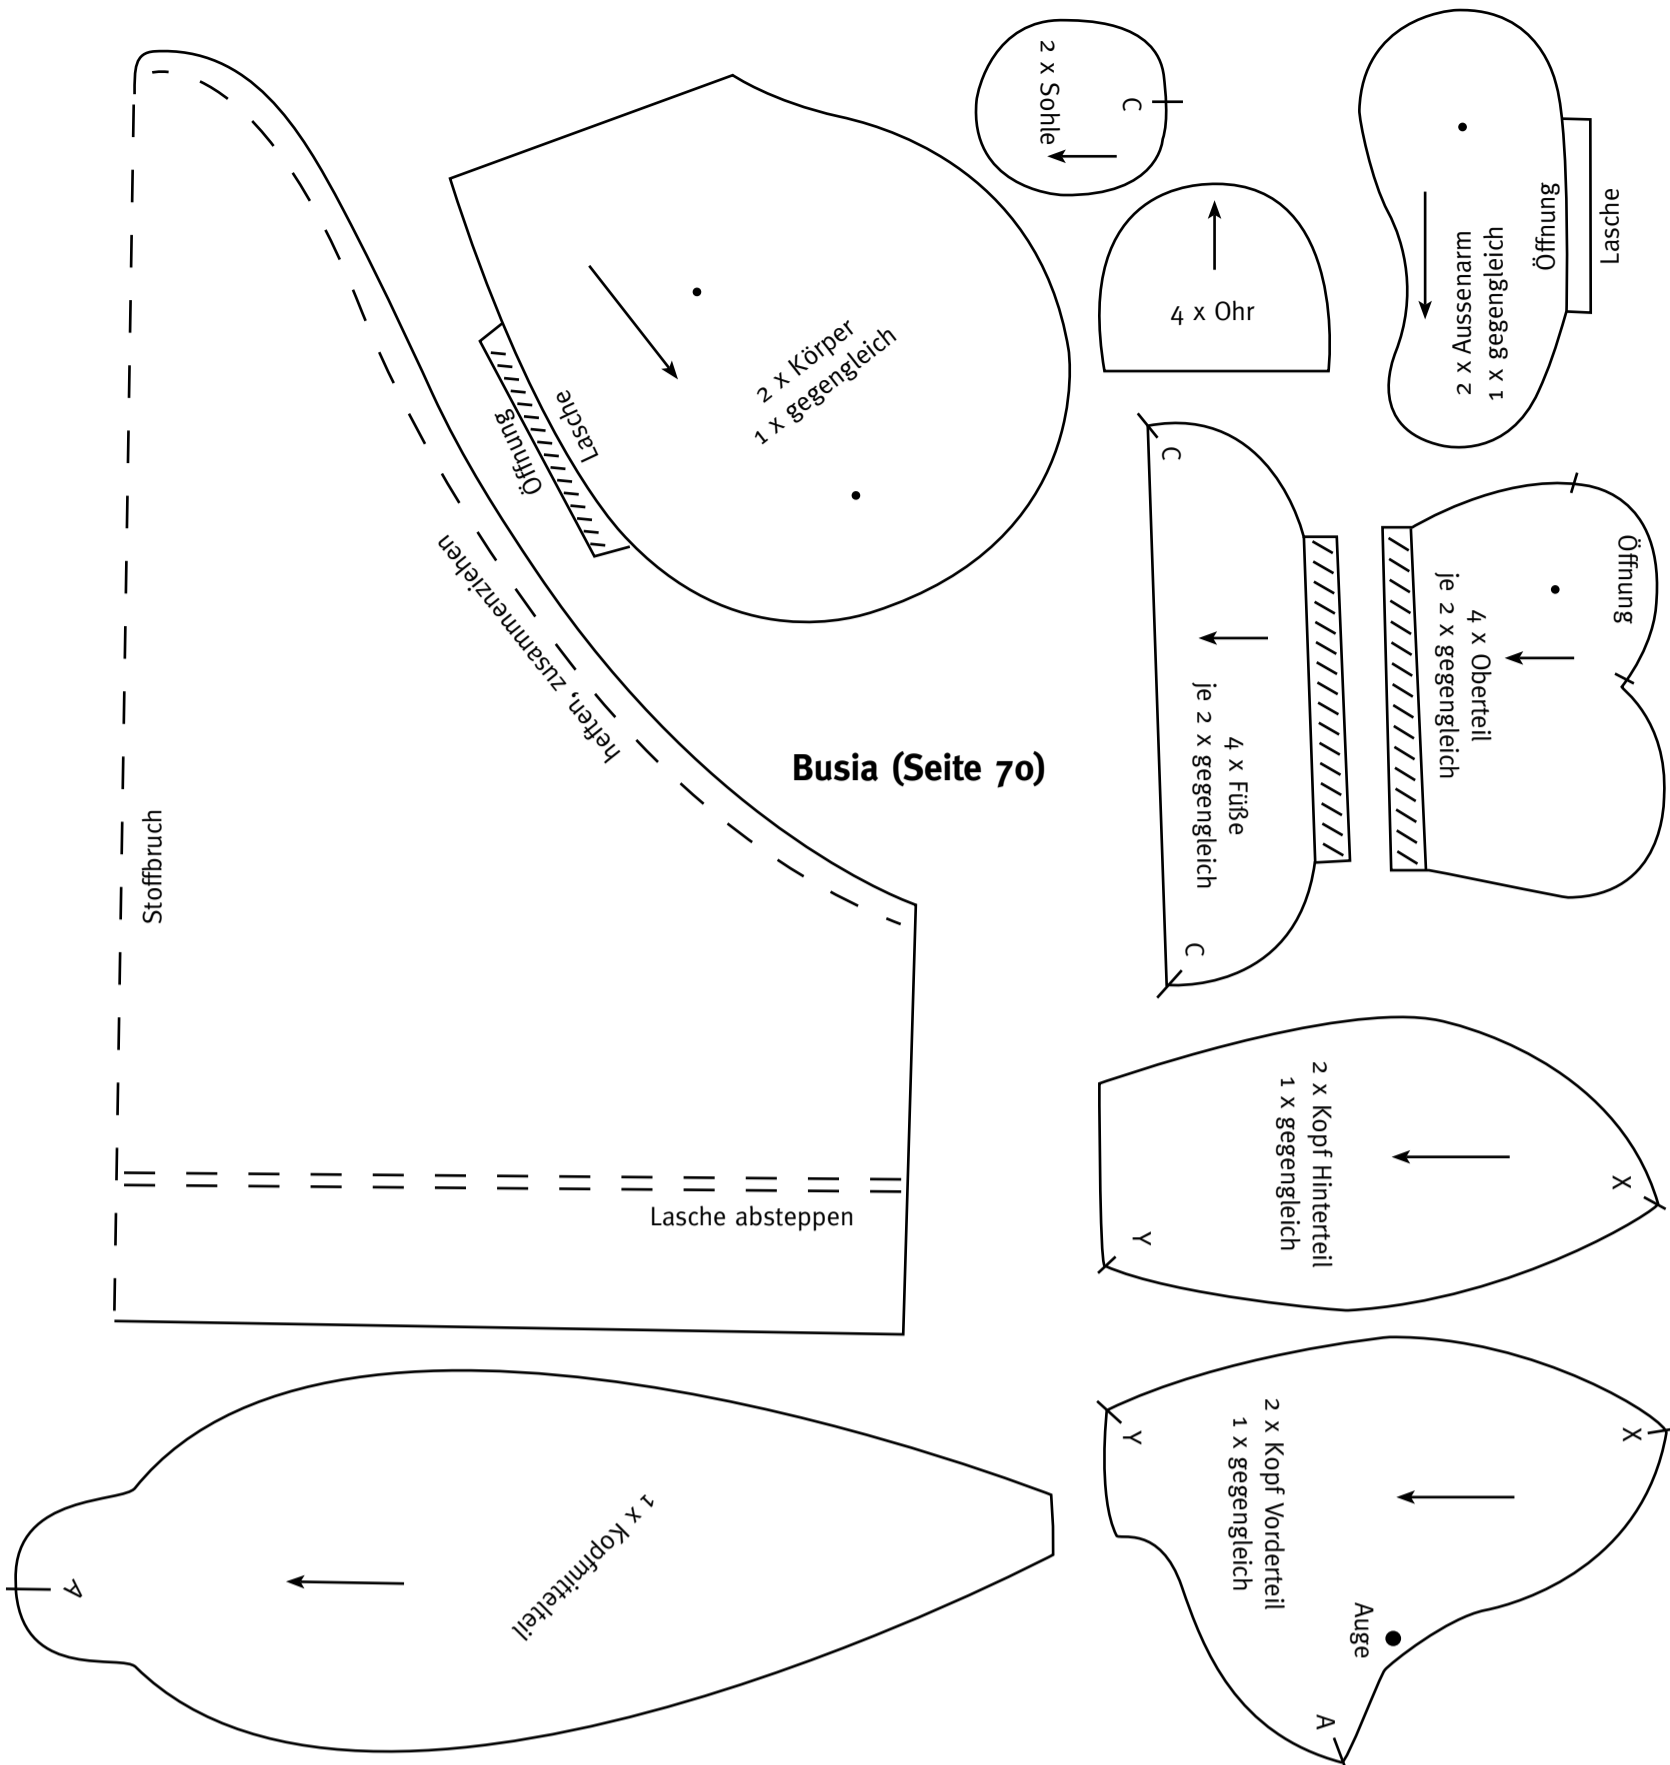 2 x Sohle
C
Öffnung
Lasche
2 x Aussenarm
1 x gegengleich
4 x Ohr
2 x Körper
1 x gegengleich
Lasche
Öffnung
heften, zusammenziehen
Stoffbruch
Busia (Seite 70)
C
4 x Füße
je 2 x gegengleich
C
Öffnung
4 x Oberteil
je 2 x gegengleich
2 x Kopf Hinterteil
1 x gegengleich
X
Y
Lasche absteppen
2 x Kopf Vorderteil
1 x gegengleich
X
Y
Auge
A
1 x Kopfmittelteil
A